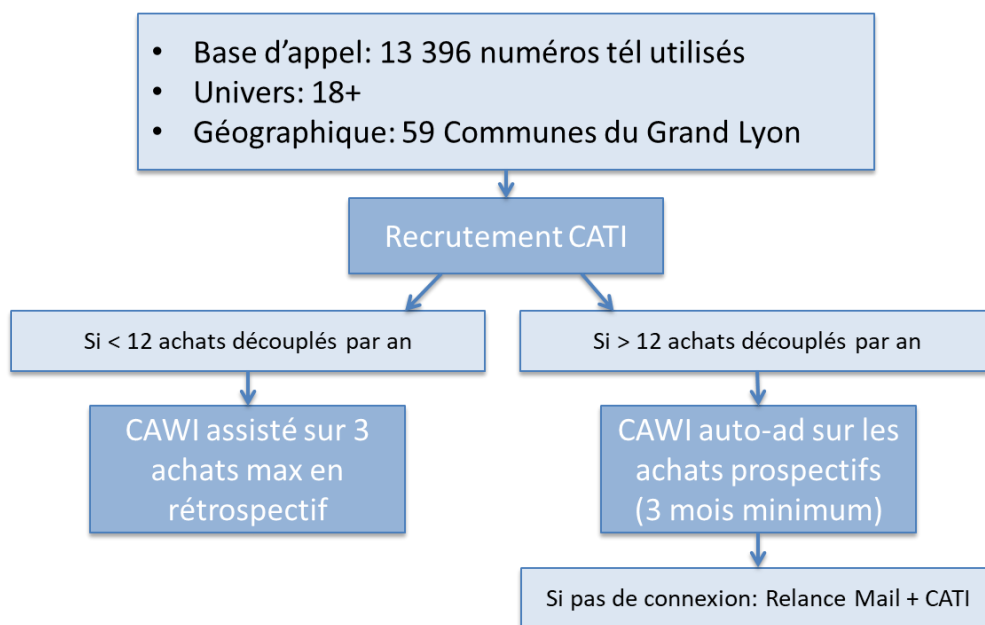 • Base d’appel: 13 396 numéros tél utilisés
• Univers: 18+
• Géographique: 59 Communes du Grand Lyon
Recrutement CATI
Si < 12 achats découplés par an
Si > 12 achats découplés par an
CAWI assisté sur 3
achats max en
rétrospectif
CAWI auto-ad sur les
achats prospectifs
(3 mois minimum)
Si pas de connexion: Relance Mail + CATI